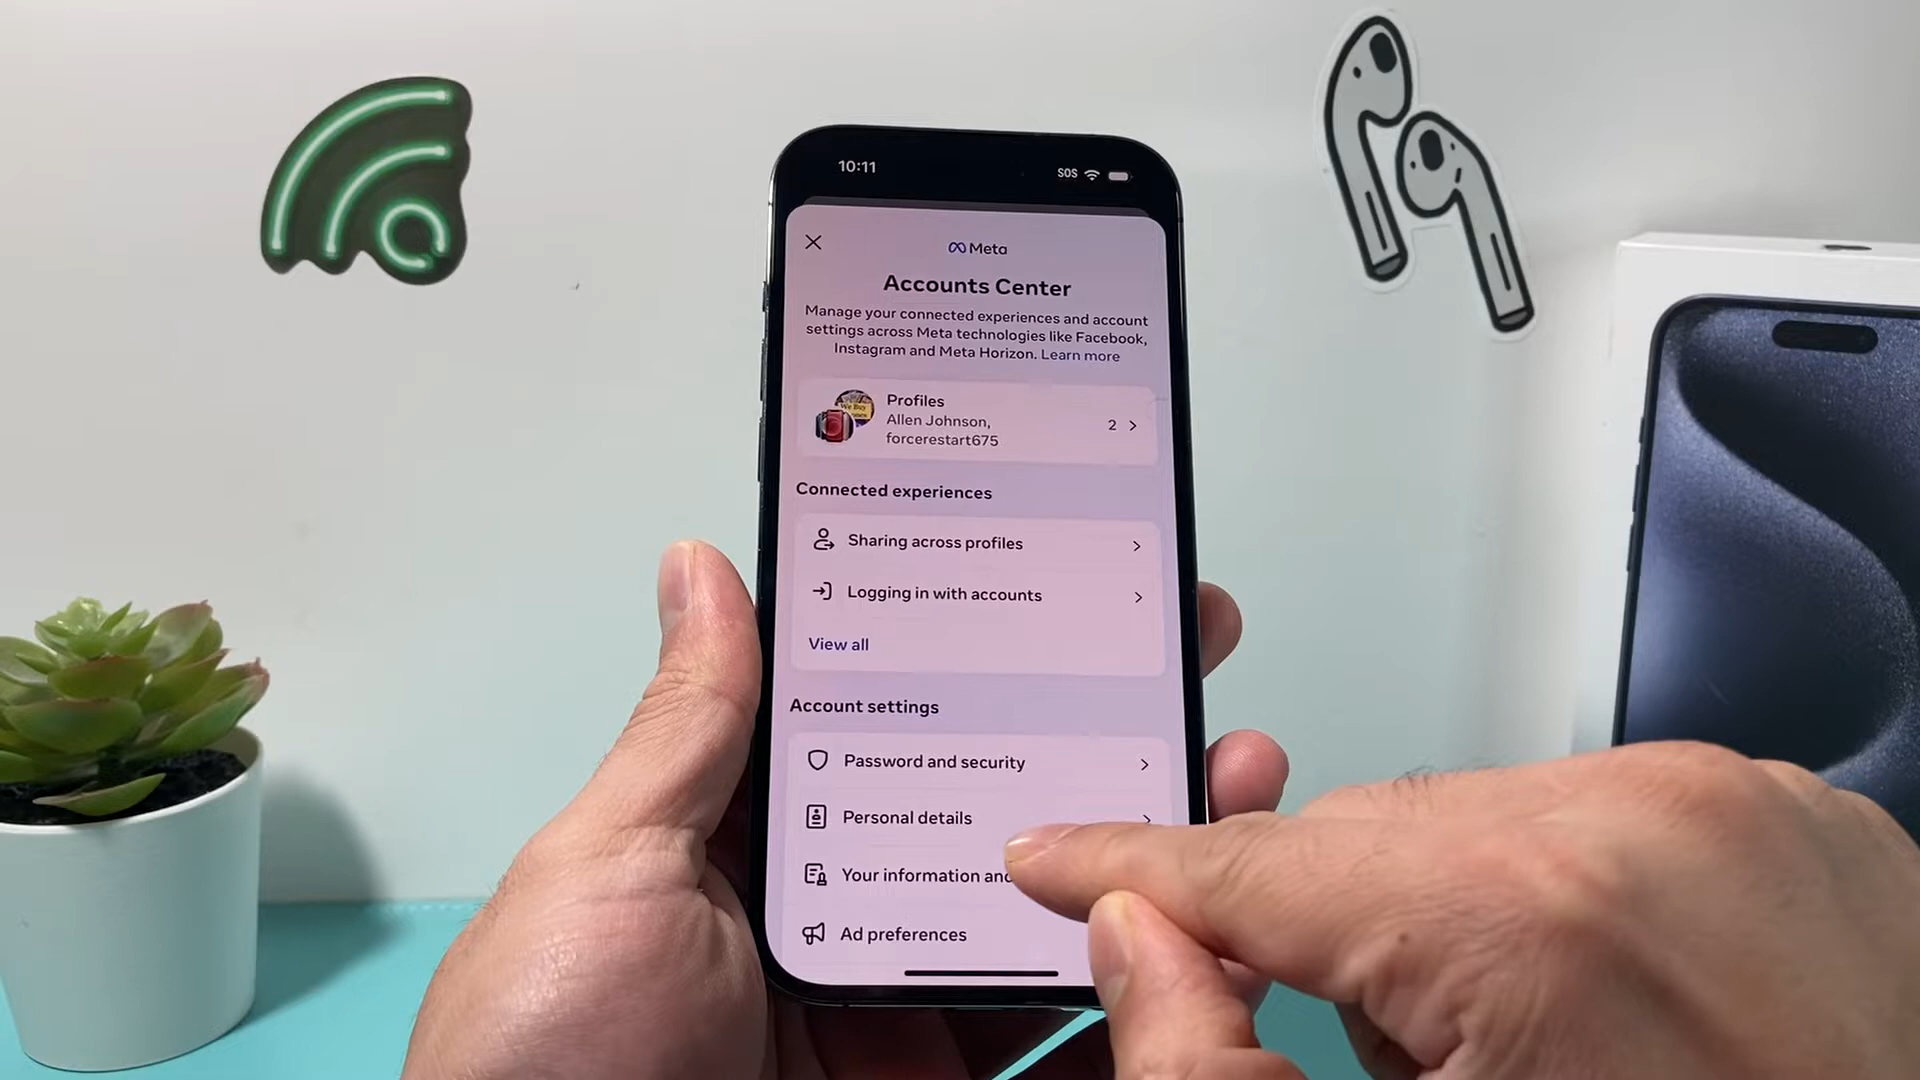 10:11
SOS
Meta
Accounts Center
Manage your connected experiences and account
settings across Meta technologies like Facebook,
Instagram and Meta Horizon. Learn more
We Buy
Profiles
Allen Johnson,
forcerestart675
2
Connected experiences
Sharing across profiles
Logging in with accounts
View all
Account settings
Password and security
Personal details
Your information and
Ad preferences